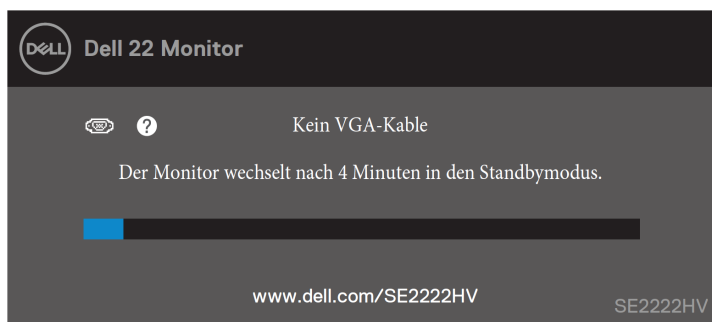 DELL Dell 22 Monitor
? Kein VGA-Kable
Der Monitor wechselt nach 4 Minuten in den Standbymodus.
www.dell.com/SE2222HV
SE2222HV